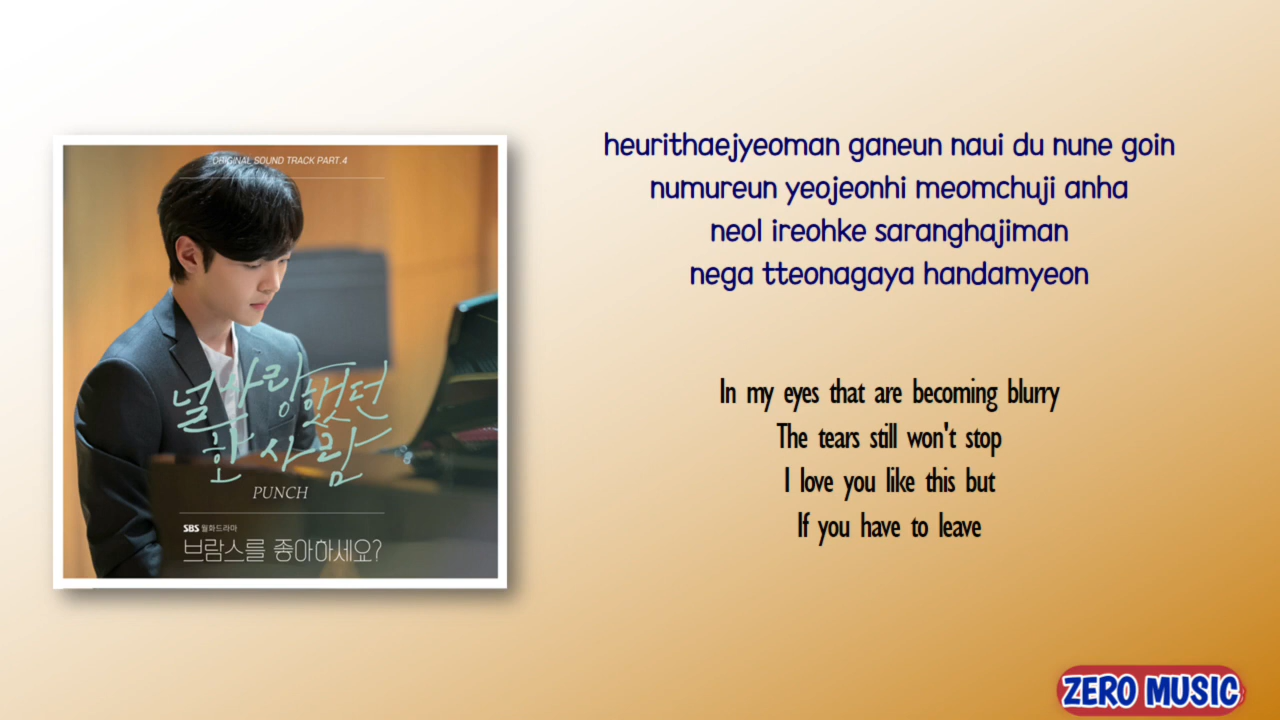 ORIGINAL SOUND TRACK PART.4
널 사랑했던
한 사람
PUNCH
SBS 월화드라마
브람스를 좋아하세요?
heurithaejyeoman ganeun naui du nune goin
numureun yeojeonhi meomchuji anha
neol ireohke saranghajiman
nega tteonagaya handamyeon
In my eyes that are becoming blurry
The tears still won't stop
I love you like this but
If you have to leave
ZERO MUSIC